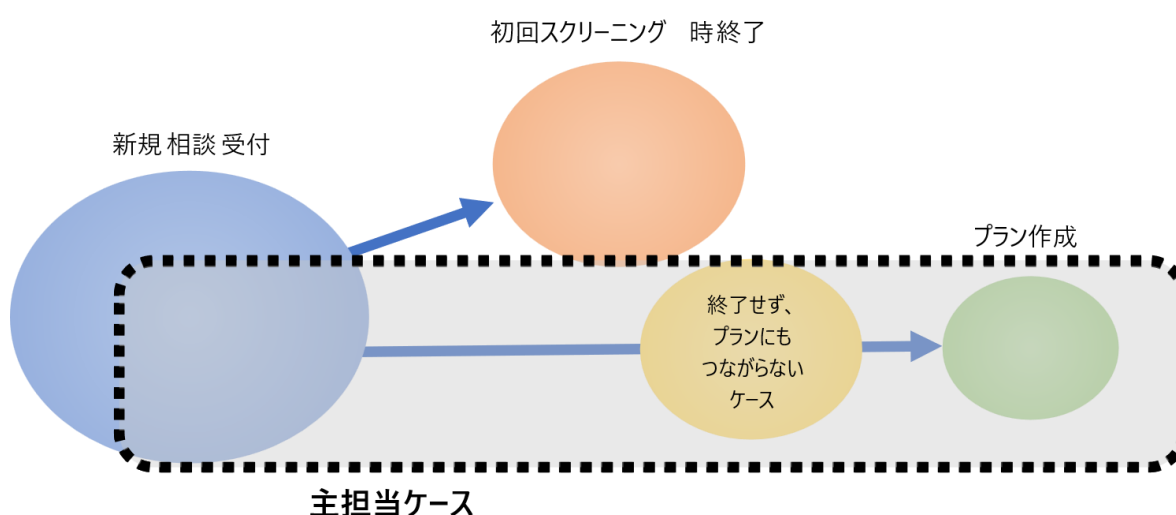 初回スクリーニング 時終了
新規相談受付
プラン作成
終了せず、
プランにも
つながらない
ケース
主担当ケース